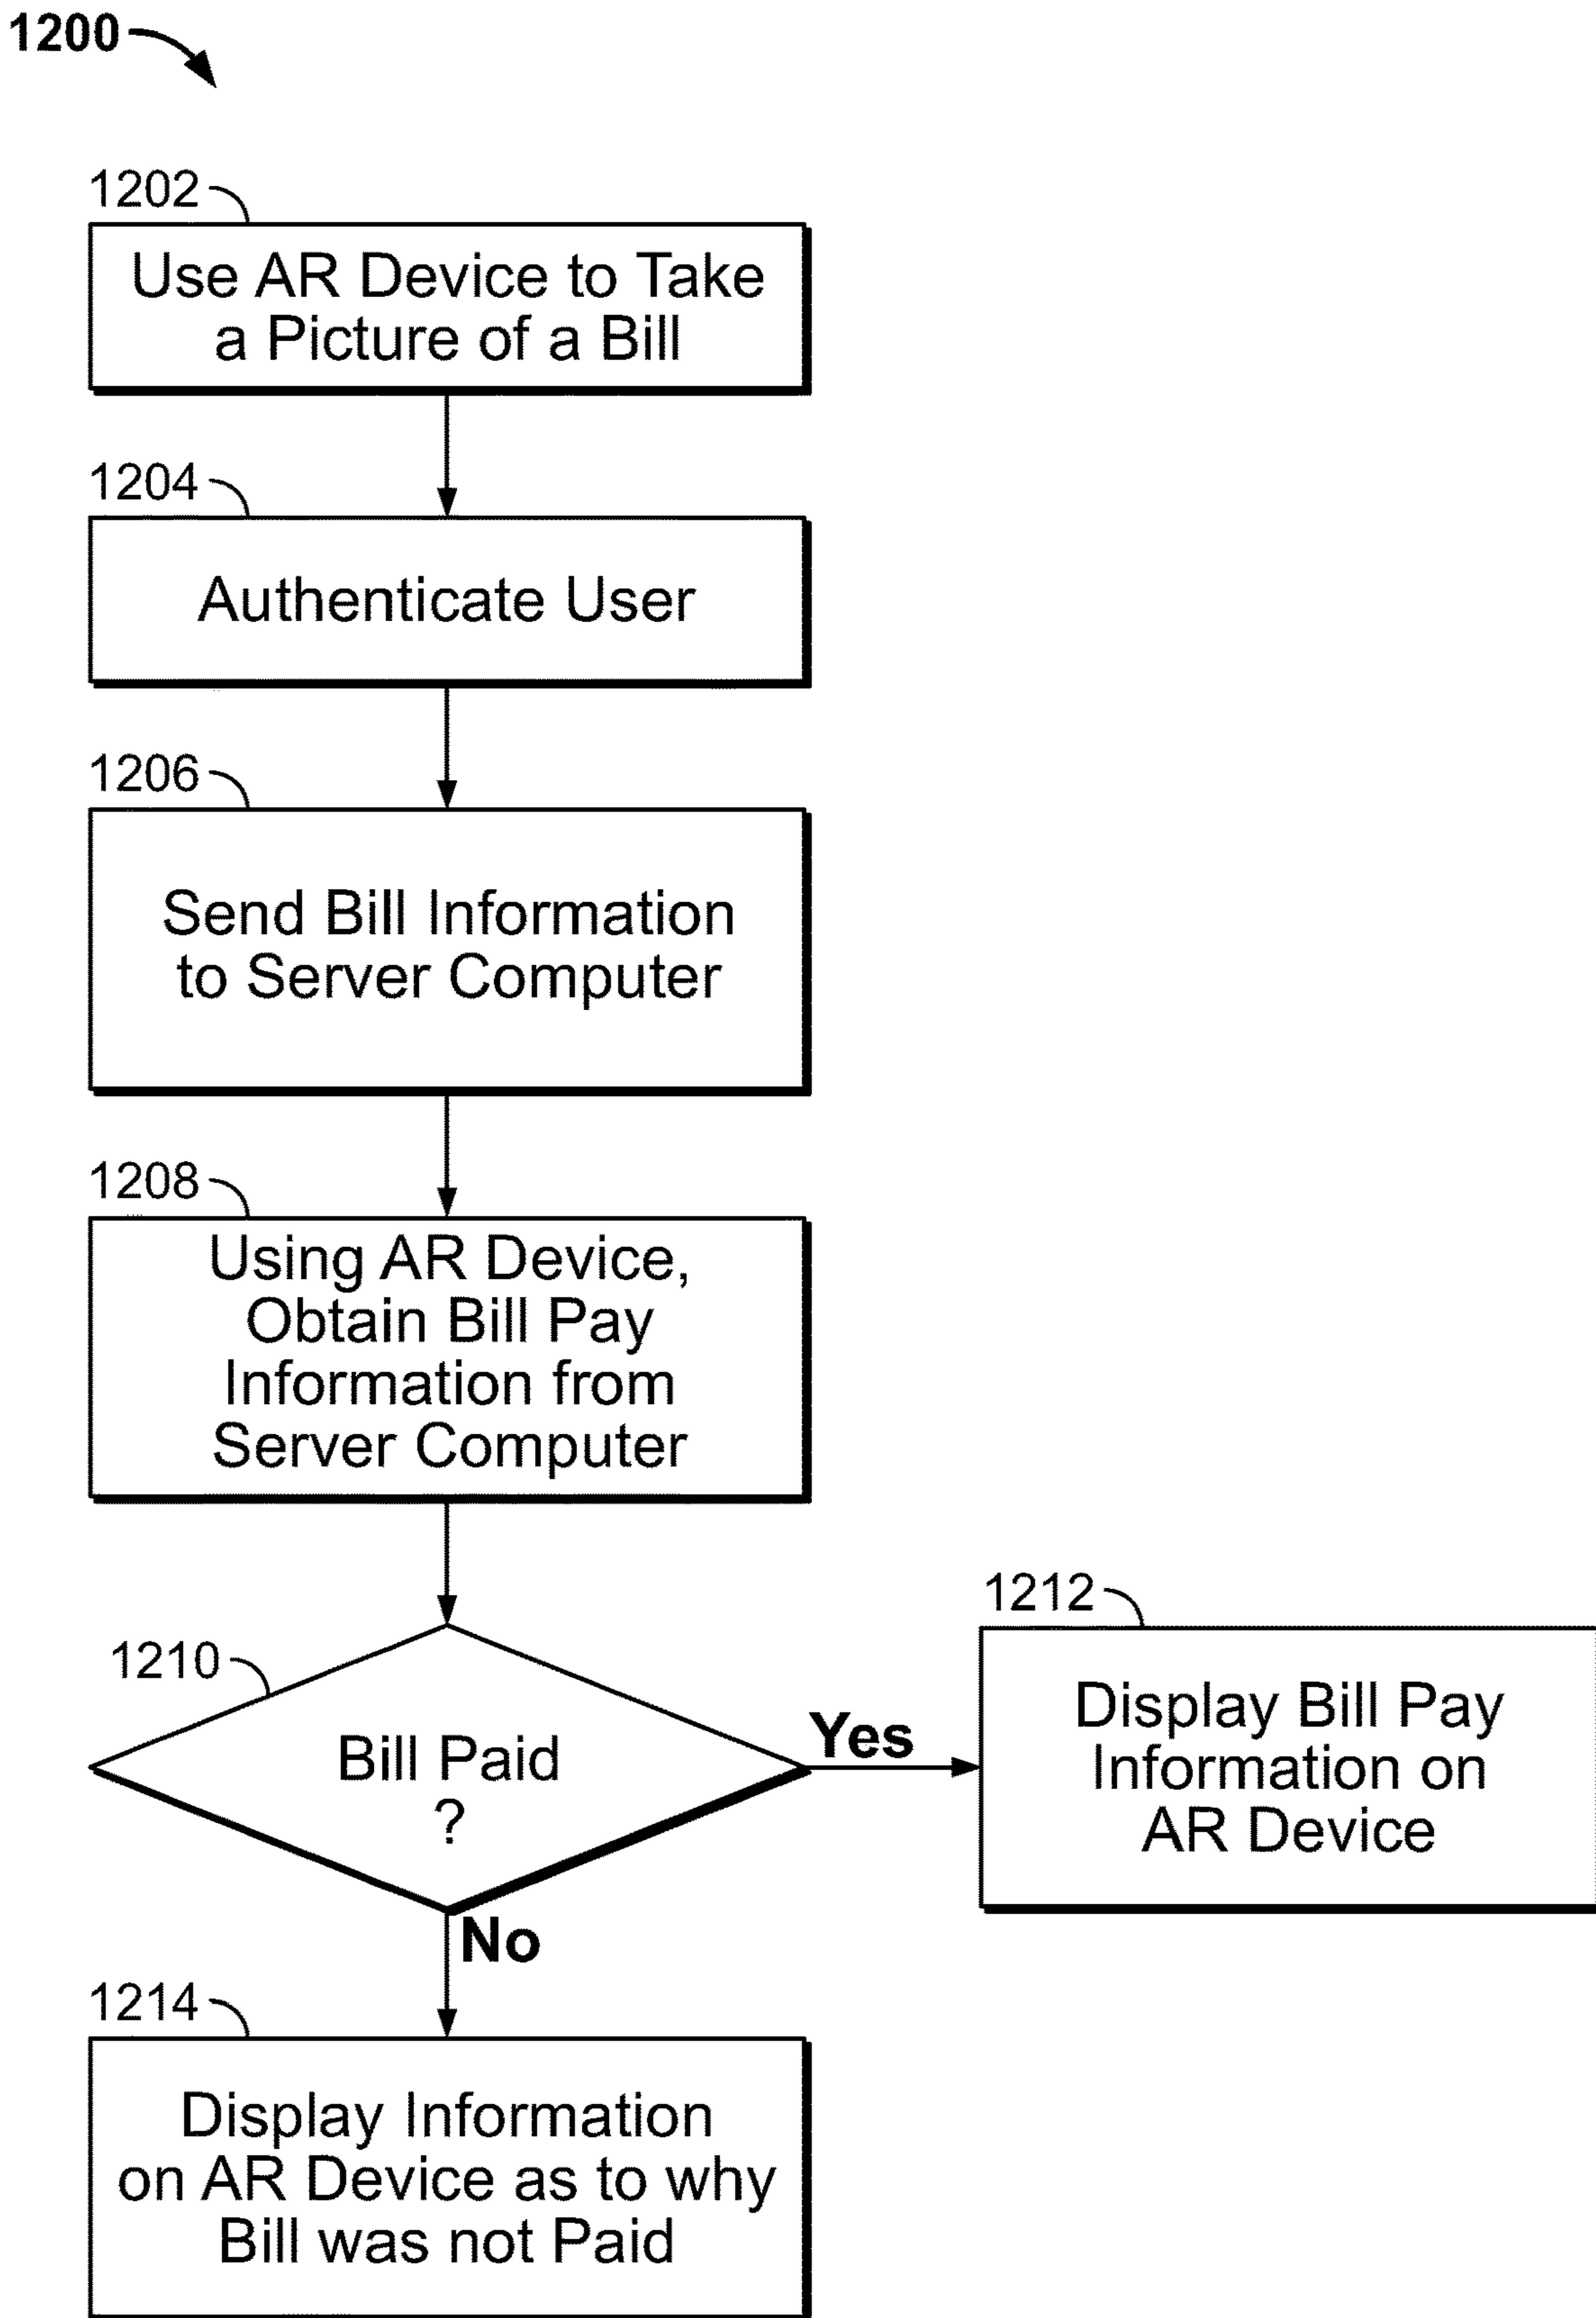 1200
1202
Use AR Device to Take
a Picture of a Bill
1204
Authenticate User
1206
Send Bill Information
to Server Computer
1208
Using AR Device,
Obtain Bill Pay
Information from
Server Computer
1210
Bill Paid
?
Yes
1212
Display Bill Pay
Information on
AR Device
No
1214
Display Information
on AR Device as to why
Bill was not Paid